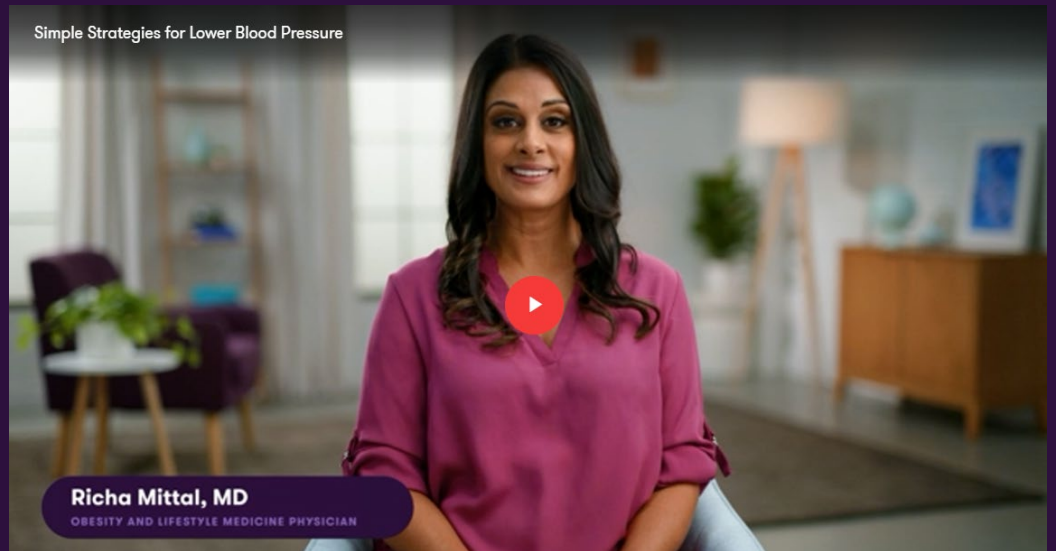 Simple Strategies for Lower Blood Pressure
Richa Mittal, MD
OBESITY AND LIFESTYLE MEDICINE PHYSICIAN